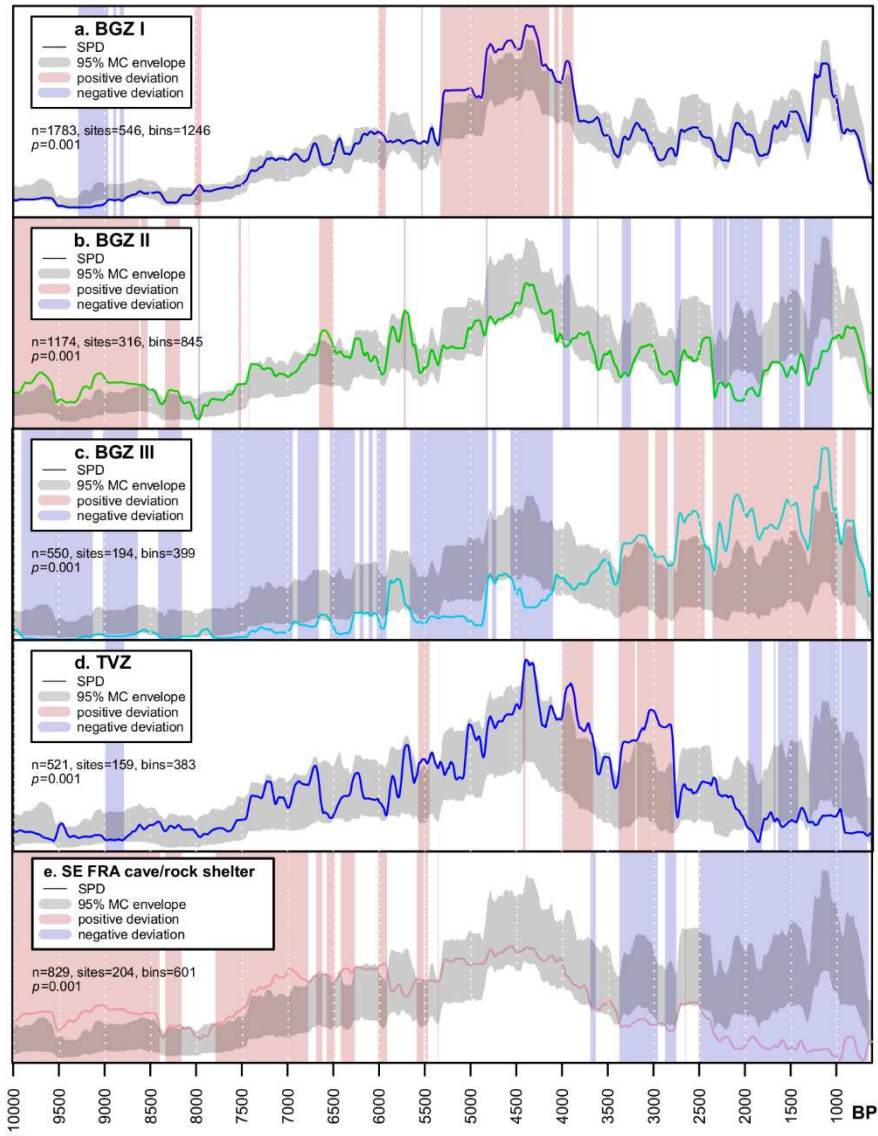 a. BGZ I
SPD
95% MC envelope
positive deviation
negative deviation
n=1783, sites=546, bins=1246
p=0.001
b. BGZ II
SPD
95% MC envelope
positive deviation
negative deviation
n=1174, sites=316, bins=845
p=0.001
c. BGZ III
SPD
95% MC envelope
positive deviation
negative deviation
n=550, sites=194, bins=399
p=0.001
d. TVZ
SPD
95% MC envelope
positive deviation
negative deviation
n=521, sites=159, bins=383
p=0.001
e. SE FRA cave/rock shelter
SPD
95% MC envelope
positive deviation
negative deviation
n=829, sites=204, bins=601
p=0.001
10000 9500 9000 8500 8000 7500 7000 6500 6000 5500 5000 4500 4000 3500 3000 2500 2000 1500 1000 BP